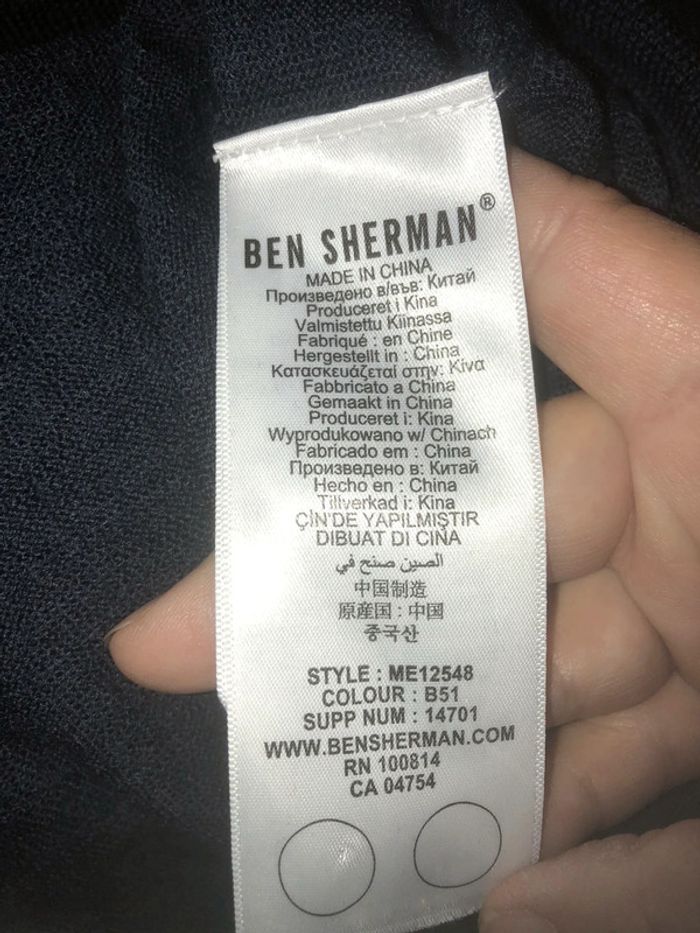 BEN SHERMAN®
MADE IN CHINA
Произведено в/във: Китай
Produceret i Kina
Valmistettu Kiinassa
Fabriqué : en Chine
Hergestellt in : China
Κατασκευάζεται στην: Κίνα
Fabbricato a China
Gemaakt in China
Produceret i: Kina
Wyprodukowano w/ Chinach
Fabricado em : China
Произведено в: Китай
Hecho en : China
Tillverkad i: Kina
ÇİN'DE YAPILMIŞTIR
DIBUAT DI CINA
الصين صنح في
中国制造
原産国 : 中国
중국산
STYLE : ME12548
COLOUR : B51
SUPP NUM : 14701
WWW.BENSHERMAN.COM
RN 100814
CA 04754